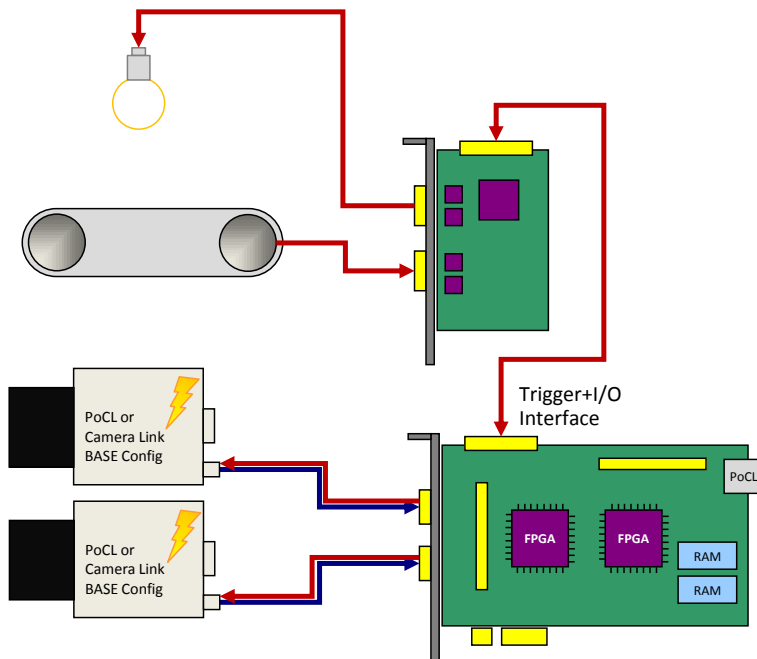 Trigger+I/O
Interface
PoCL or
Camera Link
BASE Config
PoCL
FPGA
FPGA
PoCL or
Camera Link
BASE Config
RAM
RAM